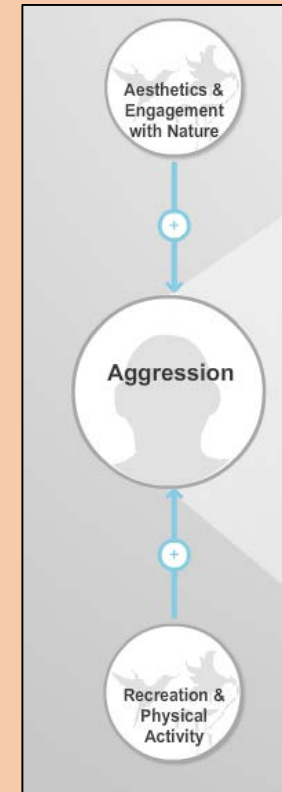 Aesthetics &
Engagement
with Nature
+
Aggression
+
Recreation &
Physical
Activity